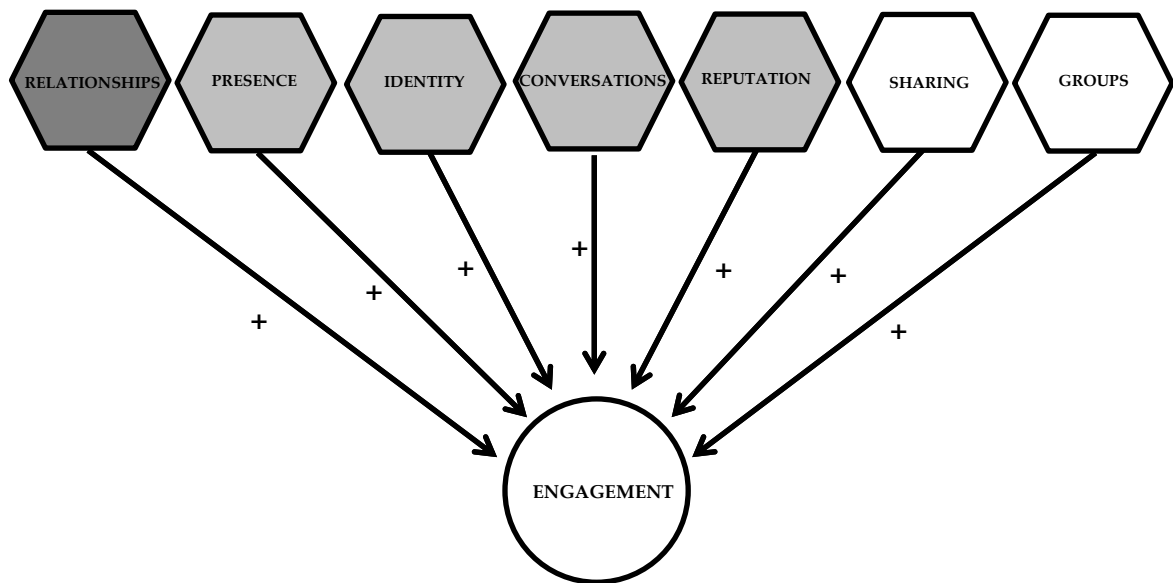 RELATIONSHIPS
PRESENCE
IDENTITY
CONVERSATIONS
REPUTATION
SHARING
GROUPS
+
+
+
+
+
+
+
ENGAGEMENT